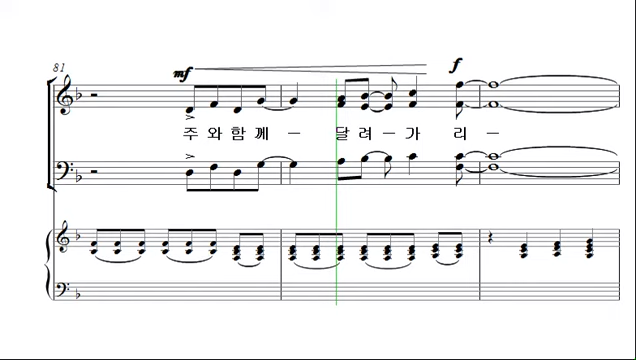 81
mf
f
주 와 함 께 - 달 려 - 가 리 -